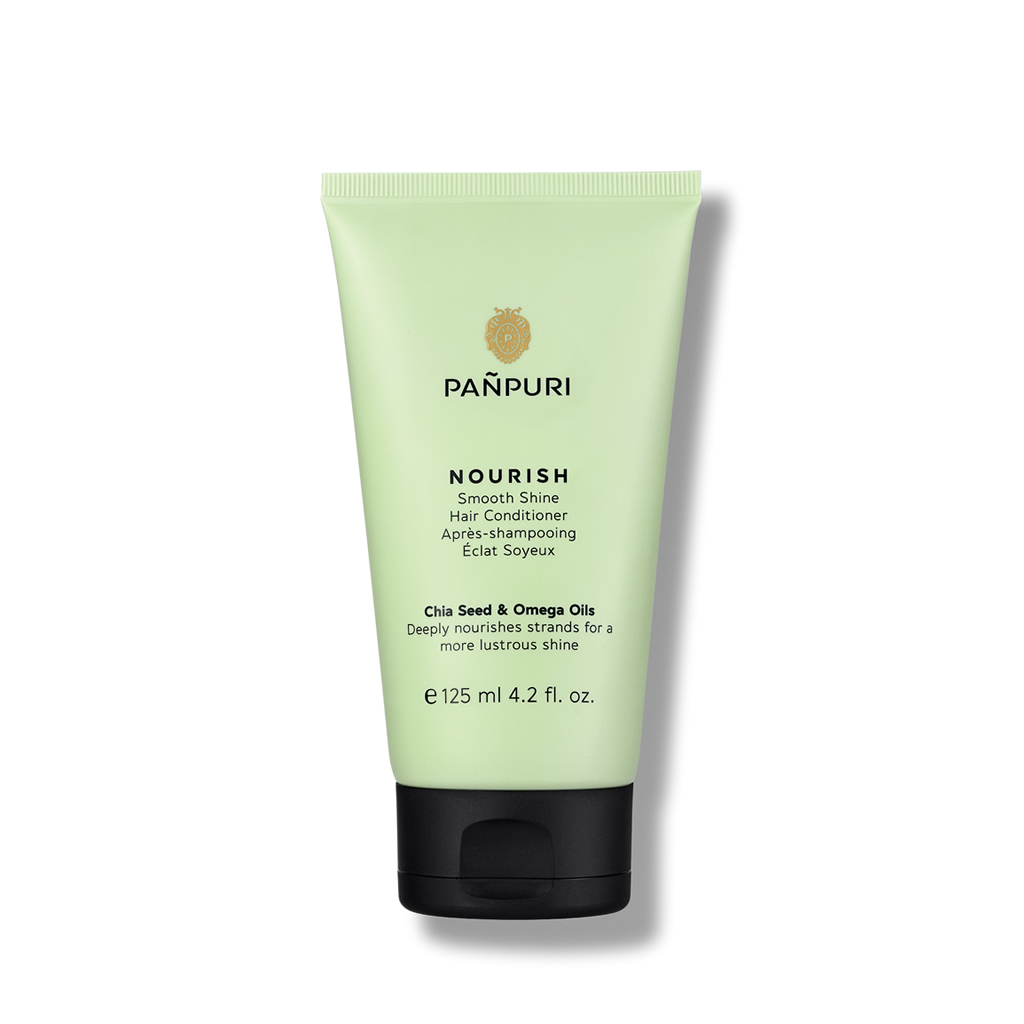 P
PAÑPURI
NOURISH
Smooth Shine
Hair Conditioner
Après-shampooing
Éclat Soyeux
Chia Seed & Omega Oils
Deeply nourishes strands for a
more lustrous shine
℮ 125 ml 4.2 fl. oz.